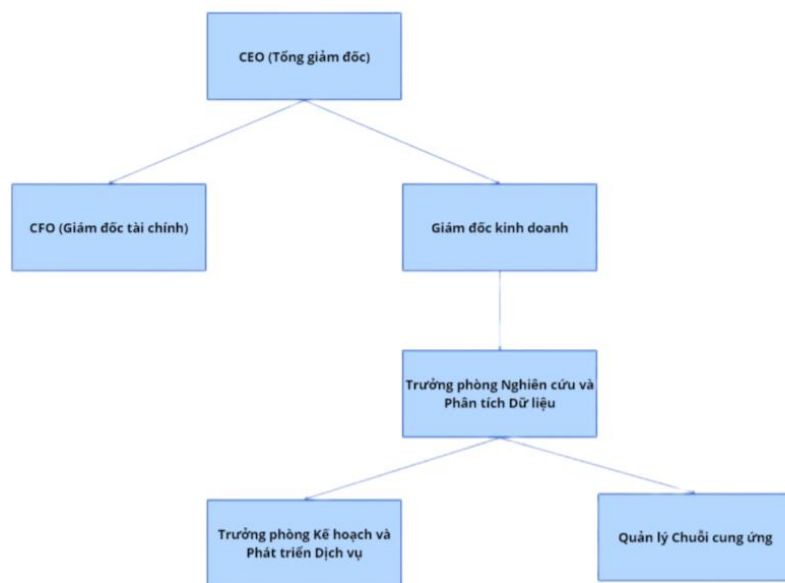 CEO (Tổng giảm đốc)
CFO (Giám đốc tài chính)
Giám đốc kinh doanh
Trưởng phòng Nghiên cứu và
Phân tích Dữ liệu
Trưởng phòng Kế hoạch và
Phát triển Dịch vụ
Quản lý Chuỗi cung ứng